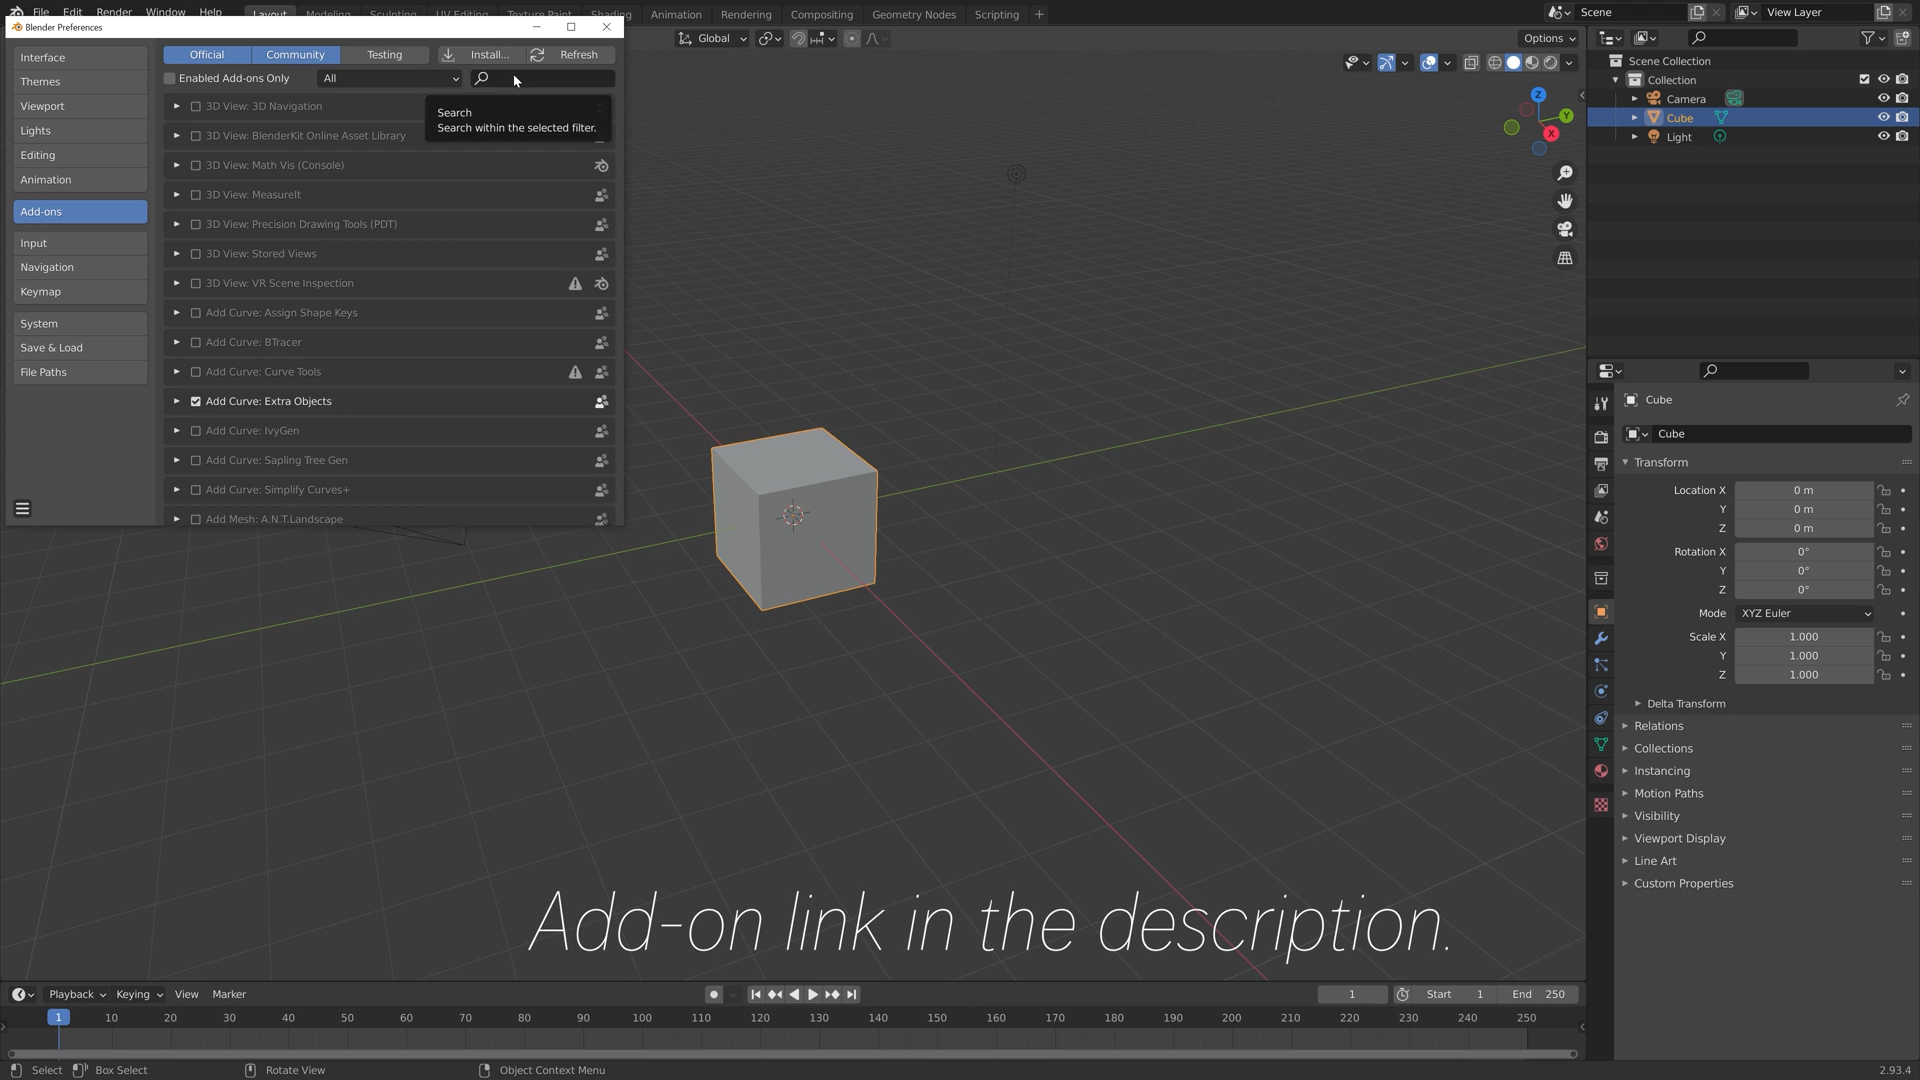 File Edit Render Window Help Layout Modeling Sculpting UV Editing Texture Paint Shading Animation Rendering Compositing Geometry Nodes Scripting + Scene View Layer
Blender Preferences
Global Options
Interface
Themes
Viewport
Lights
Editing
Animation
Add-ons
Input
Navigation
Keymap
System
Save & Load
File Paths
Official Community Testing Install... Refresh
Enabled Add-ons Only All
Search
Search within the selected filter.
3D View: 3D Navigation
3D View: BlenderKit Online Asset Library
3D View: Math Vis (Console)
3D View: MeasureIt
3D View: Precision Drawing Tools (PDT)
3D View: Stored Views
3D View: VR Scene Inspection
Add Curve: Assign Shape Keys
Add Curve: BTracer
Add Curve: Curve Tools
Add Curve: Extra Objects
Add Curve: IvyGen
Add Curve: Sapling Tree Gen
Add Curve: Simplify Curves+
Add Mesh: A.N.T.Landscape
Z
Y
X
Scene Collection
Collection
Camera
Cube
Light
Cube
Cube
Transform
Location X 0 m
Y 0 m
Z 0 m
Rotation X 0°
Y 0°
Z 0°
Mode XYZ Euler
Scale X 1.000
Y 1.000
Z 1.000
Delta Transform
Relations
Collections
Instancing
Motion Paths
Visibility
Viewport Display
Line Art
Custom Properties
Add-on link in the description.
Playback Keying View Marker 1 Start 1 End 250
1 10 20 30 40 50 60 70 80 90 100 110 120 130 140 150 160 170 180 190 200 210 220 230 240 250
Select Box Select Rotate View Object Context Menu 2.93.4